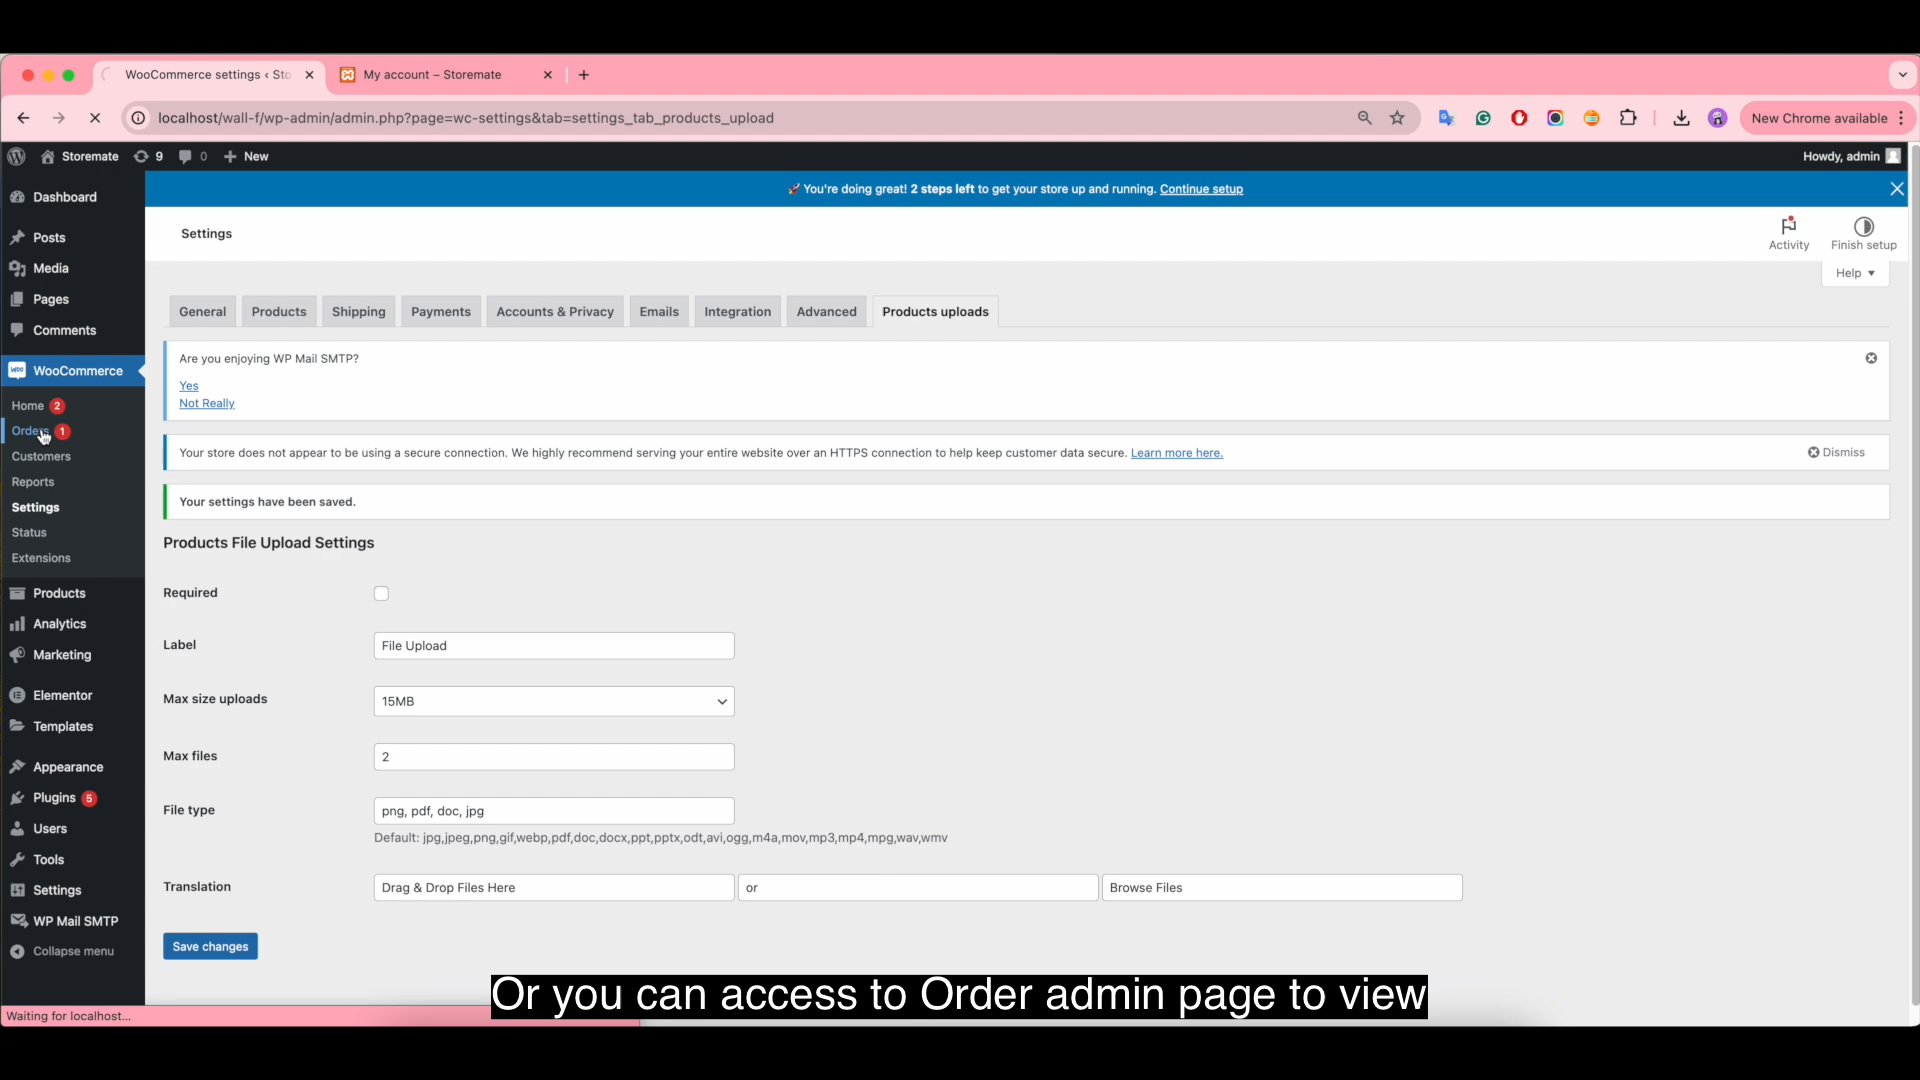 WooCommerce settings ‹ Sto
My account – Storemate
localhost/wall-f/wp-admin/admin.php?page=wc-settings&tab=settings_tab_products_upload
New Chrome available
Storemate
9
0
New
Howdy, admin
Dashboard
Posts
Media
Pages
Comments
WooCommerce
Home 2
Orders 1
Customers
Reports
Settings
Status
Extensions
Products
Analytics
Marketing
Elementor
Templates
Appearance
Plugins 5
Users
Tools
Settings
WP Mail SMTP
Collapse menu
🚀 You're doing great! 2 steps left to get your store up and running. Continue setup
Settings
Activity
Finish setup
Help
General
Products
Shipping
Payments
Accounts & Privacy
Emails
Integration
Advanced
Products uploads
Are you enjoying WP Mail SMTP?
Yes
Not Really
Your store does not appear to be using a secure connection. We highly recommend serving your entire website over an HTTPS connection to help keep customer data secure. Learn more here.
Dismiss
Your settings have been saved.
Products File Upload Settings
Required
Label
File Upload
Max size uploads
15MB
Max files
2
File type
png, pdf, doc, jpg
Default: jpg,jpeg,png,gif,webp,pdf,doc,docx,ppt,pptx,odt,avi,ogg,m4a,mov,mp3,mp4,mpg,wav,wmv
Translation
Drag & Drop Files Here
or
Browse Files
Save changes
Or you can access to Order admin page to view
Waiting for localhost...